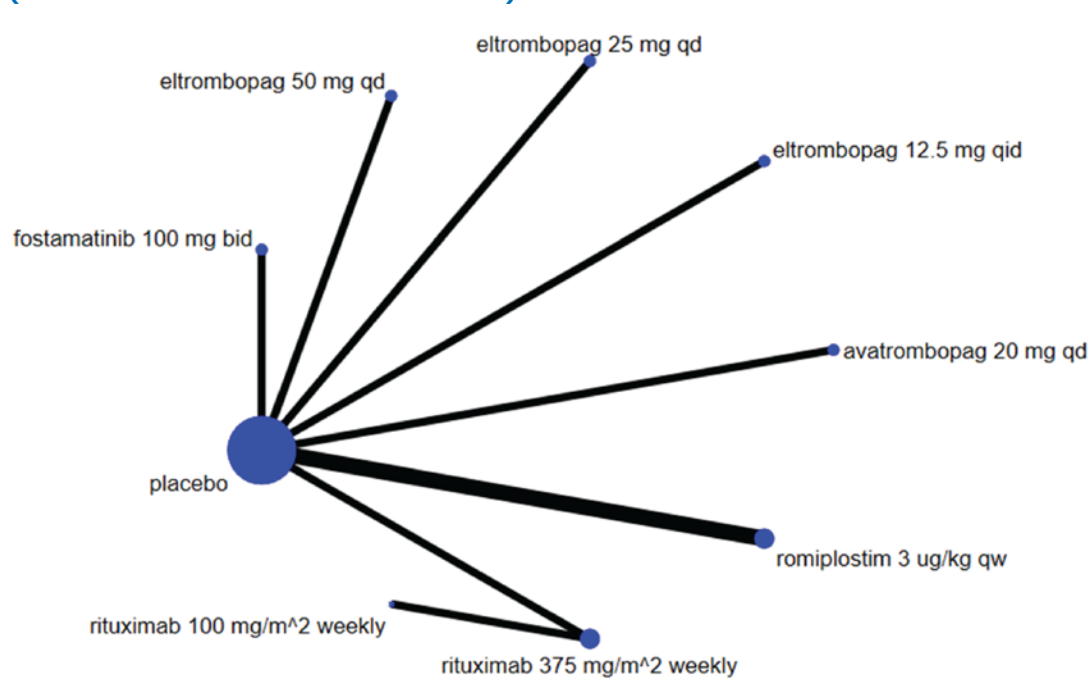 eltrombopag 25 mg qd
eltrombopag 50 mg qd
eltrombopag 12.5 mg qid
fostamatinib 100 mg bid
avatrombopag 20 mg qd
placebo
romiplostim 3 ug/kg qw
rituximab 100 mg/m^2 weekly
rituximab 375 mg/m^2 weekly